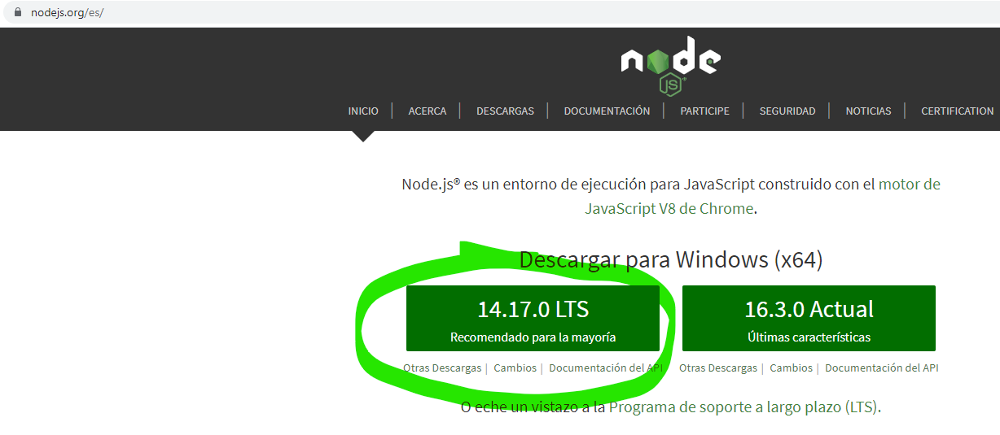 nodejs.org/es/
node
JS
INICIO | ACERCA | DESCARGAS | DOCUMENTACIÓN | PARTICIPE | SEGURIDAD | NOTICIAS | CERTIFICATION
Node.js® es un entorno de ejecución para JavaScript construido con el motor de
JavaScript V8 de Chrome.
Descargar para Windows (x64)
14.17.0 LTS
Recomendado para la mayoría
16.3.0 Actual
Últimas características
Otras Descargas | Cambios | Documentación del API
Otras Descargas | Cambios | Documentación del API
O eche un vistazo a la Programa de soporte a largo plazo (LTS).